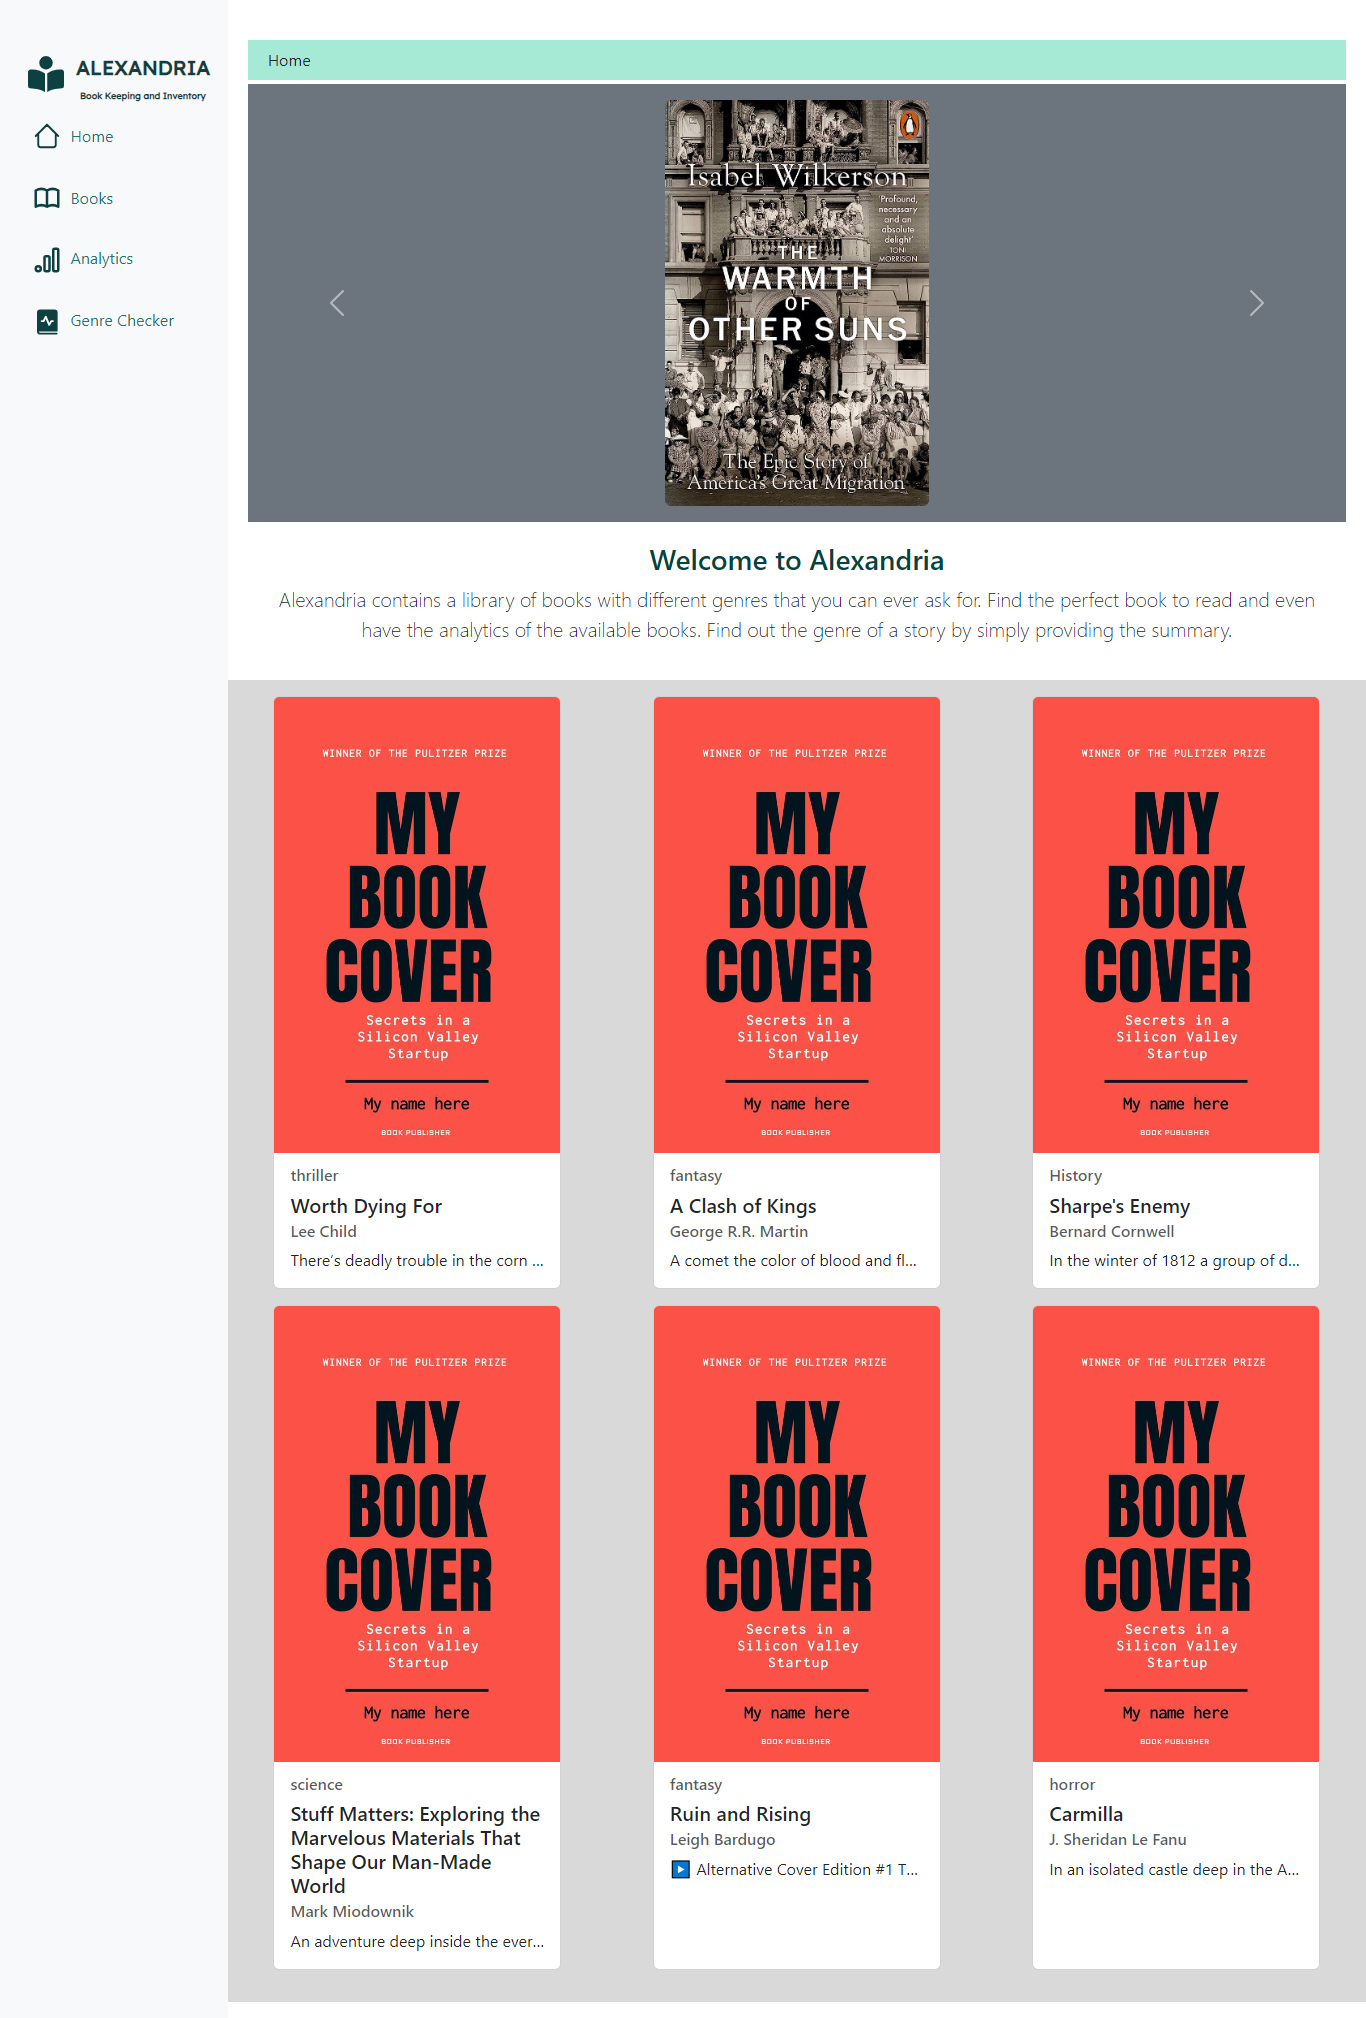 ALEXANDRIA
Book Keeping and Inventory
Home
Books
Analytics
Genre Checker
Home
Isabel Wilkerson
'Profound,
necessary
and an
absolute
delight'
TONI
MORRISON
THE
WARMTH
OF
OTHER SUNS
The Epic Story of
America's Great Migration
Welcome to Alexandria
Alexandria contains a library of books with different genres that you can ever ask for. Find the perfect book to read and even
have the analytics of the available books. Find out the genre of a story by simply providing the summary.
WINNER OF THE PULITZER PRIZE
MY
BOOK
COVER
Secrets in a
Silicon Valley
Startup
My name here
BOOK PUBLISHER
thriller
Worth Dying For
Lee Child
There's deadly trouble in the corn ...
WINNER OF THE PULITZER PRIZE
MY
BOOK
COVER
Secrets in a
Silicon Valley
Startup
My name here
BOOK PUBLISHER
fantasy
A Clash of Kings
George R.R. Martin
A comet the color of blood and fl...
WINNER OF THE PULITZER PRIZE
MY
BOOK
COVER
Secrets in a
Silicon Valley
Startup
My name here
BOOK PUBLISHER
History
Sharpe's Enemy
Bernard Cornwell
In the winter of 1812 a group of d...
WINNER OF THE PULITZER PRIZE
MY
BOOK
COVER
Secrets in a
Silicon Valley
Startup
My name here
BOOK PUBLISHER
science
Stuff Matters: Exploring the
Marvelous Materials That
Shape Our Man-Made
World
Mark Miodownik
An adventure deep inside the ever...
WINNER OF THE PULITZER PRIZE
MY
BOOK
COVER
Secrets in a
Silicon Valley
Startup
My name here
BOOK PUBLISHER
fantasy
Ruin and Rising
Leigh Bardugo
▶️ Alternative Cover Edition #1 T...
WINNER OF THE PULITZER PRIZE
MY
BOOK
COVER
Secrets in a
Silicon Valley
Startup
My name here
BOOK PUBLISHER
horror
Carmilla
J. Sheridan Le Fanu
In an isolated castle deep in the A...